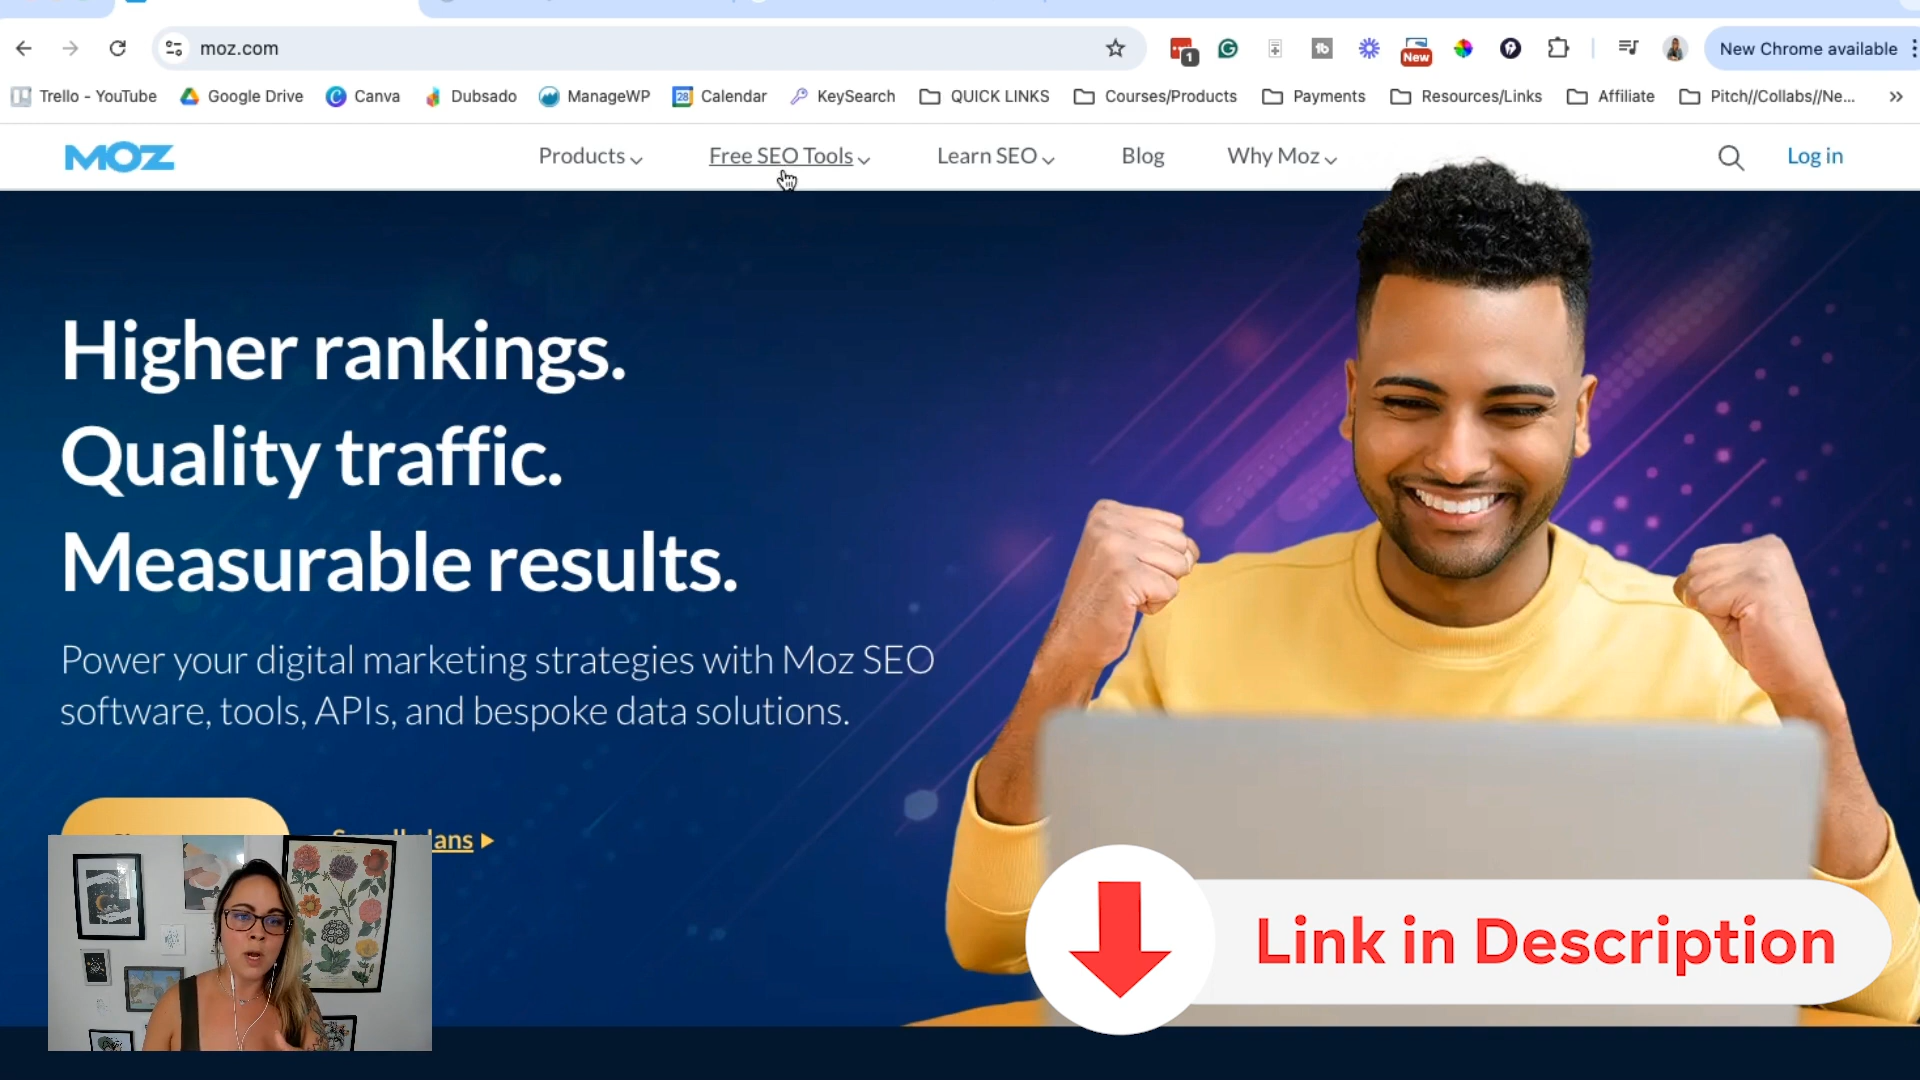 moz.com
1
New
New Chrome available
Trello - YouTube
Google Drive
Canva
Dubsado
ManageWP
28
Calendar
KeySearch
QUICK LINKS
Courses/Products
Payments
Resources/Links
Affiliate
Pitch//Collabs//Ne...
MOZ
Products
Free SEO Tools
Learn SEO
Blog
Why Moz
Log in
Higher rankings.
Quality traffic.
Measurable results.
Power your digital marketing strategies with Moz SEO
software, tools, APIs, and bespoke data solutions.
Link in Description